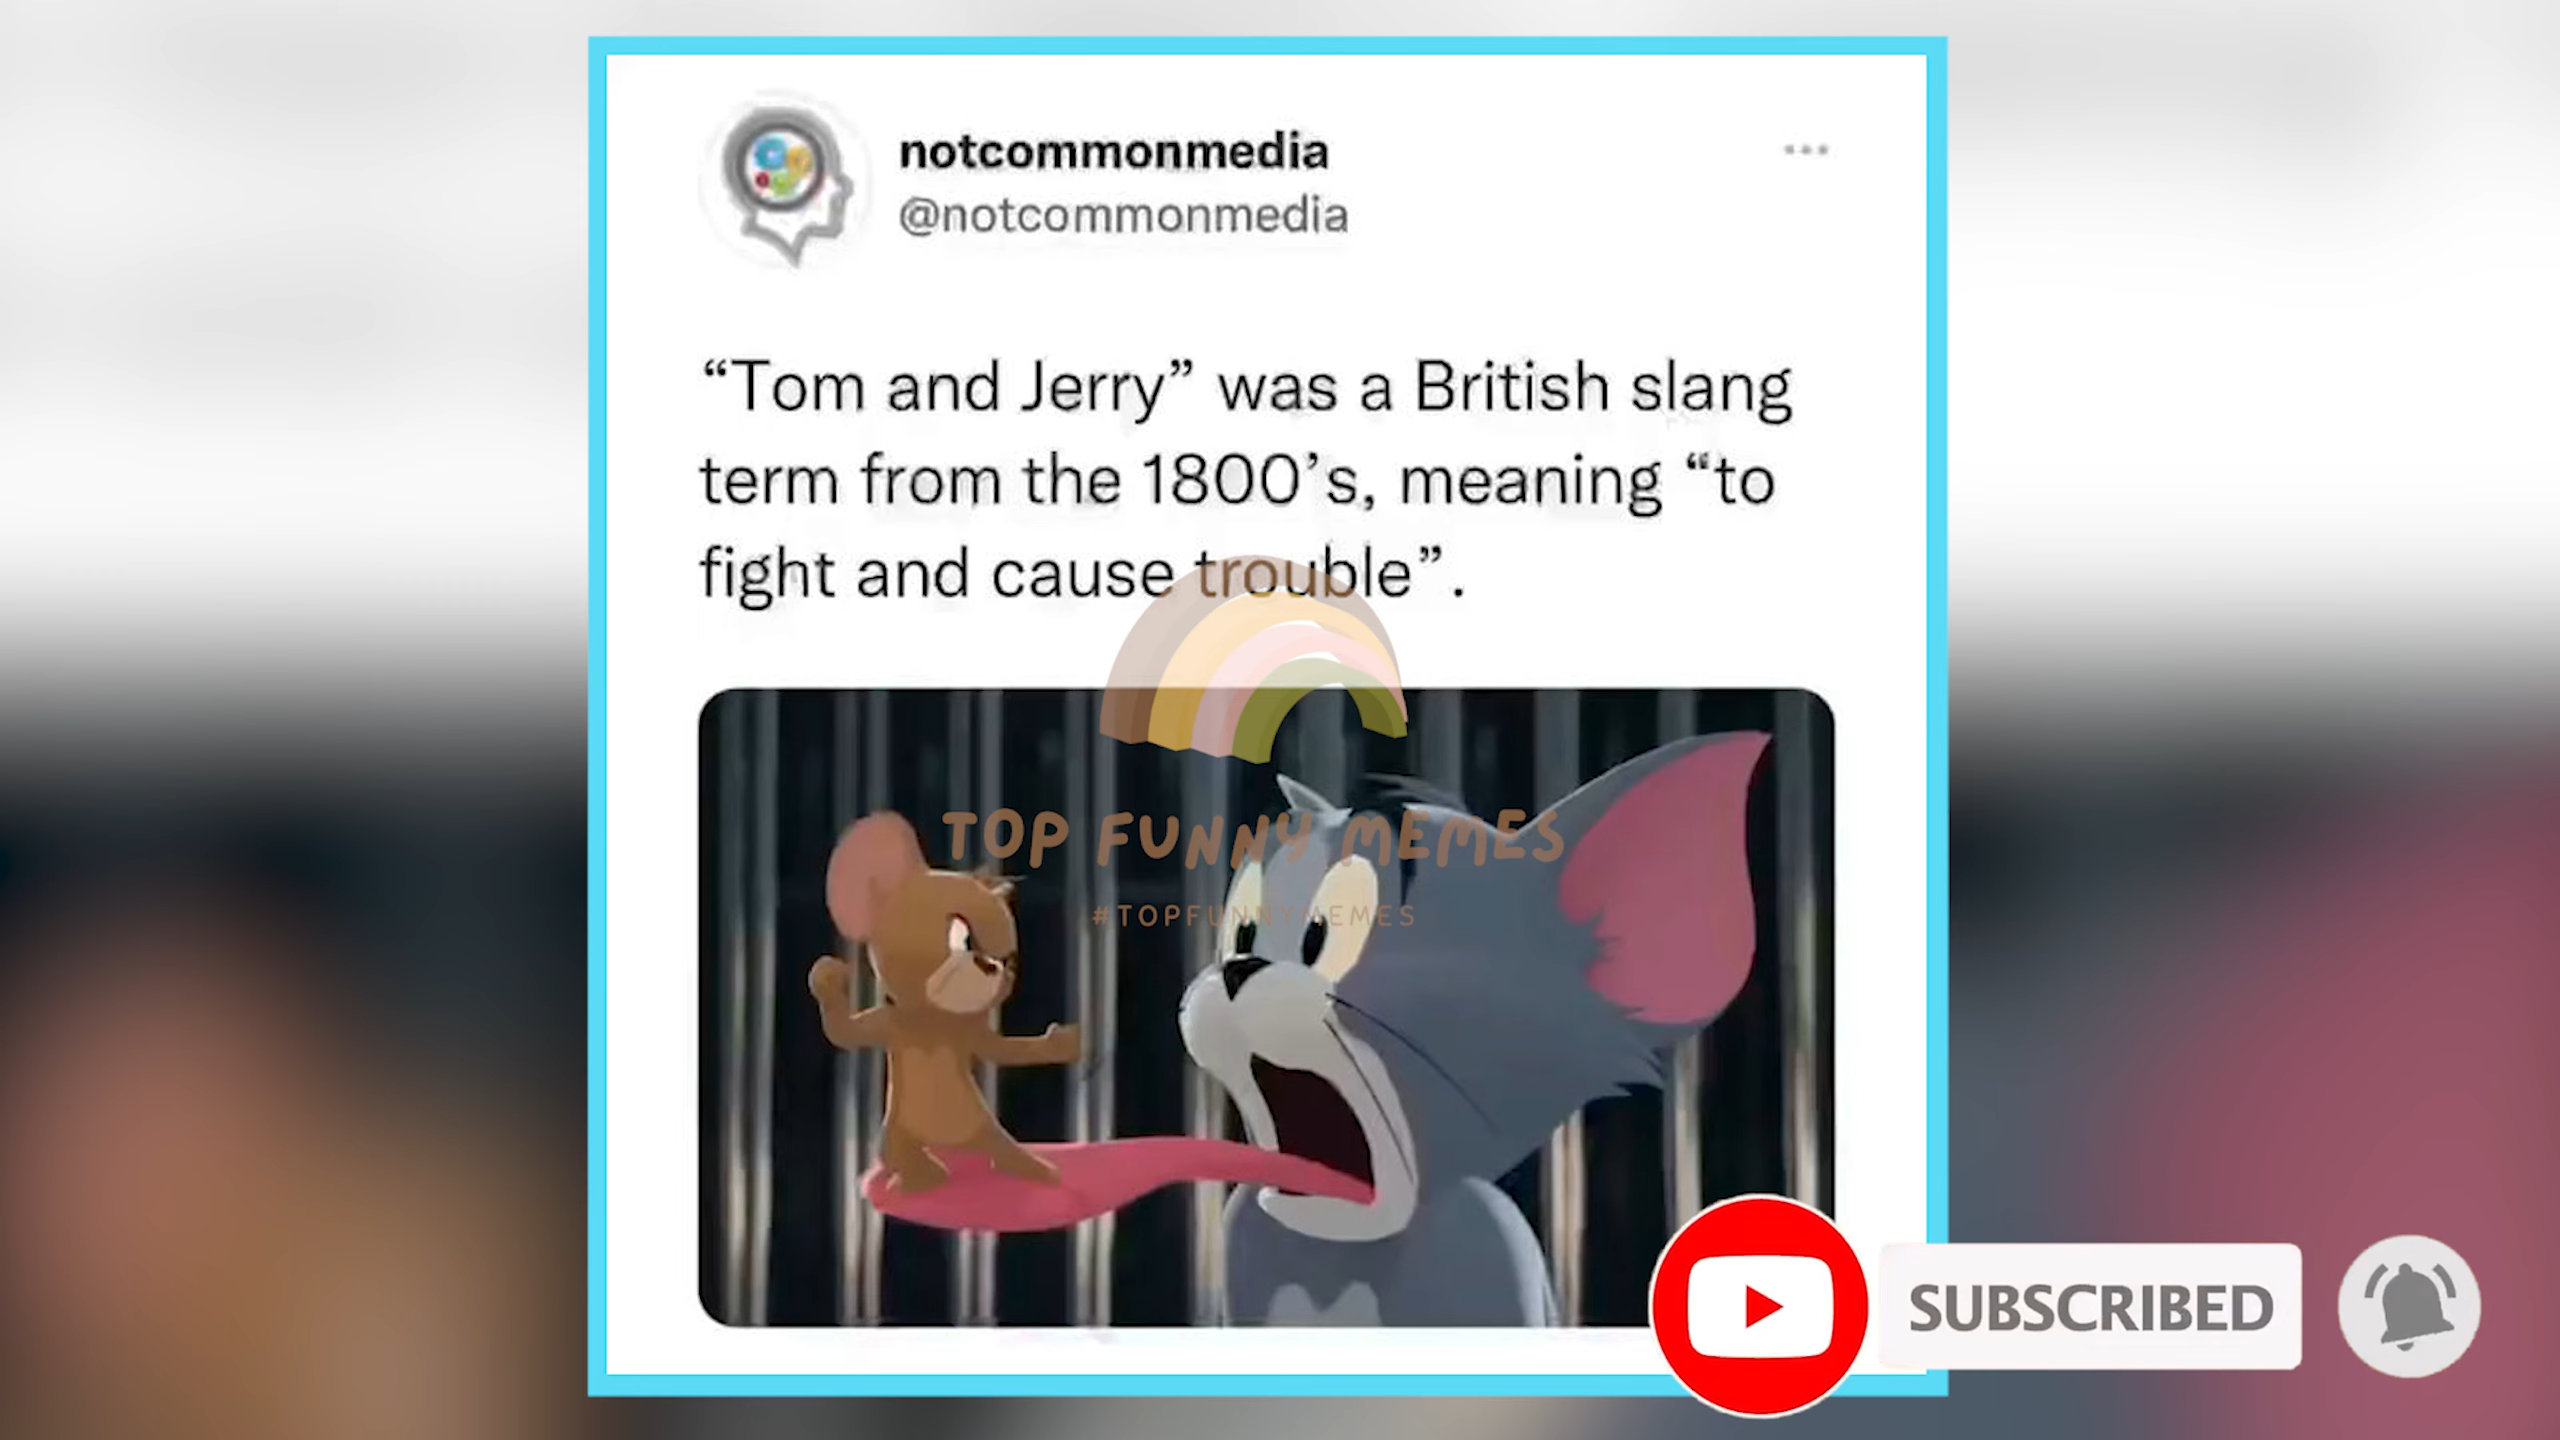 notcommonmedia
@notcommonmedia
“Tom and Jerry” was a British slang
term from the 1800’s, meaning “to
fight and cause trouble”.
TOP FUNNY MEMES
#TOPFUNNYMEMES
SUBSCRIBED